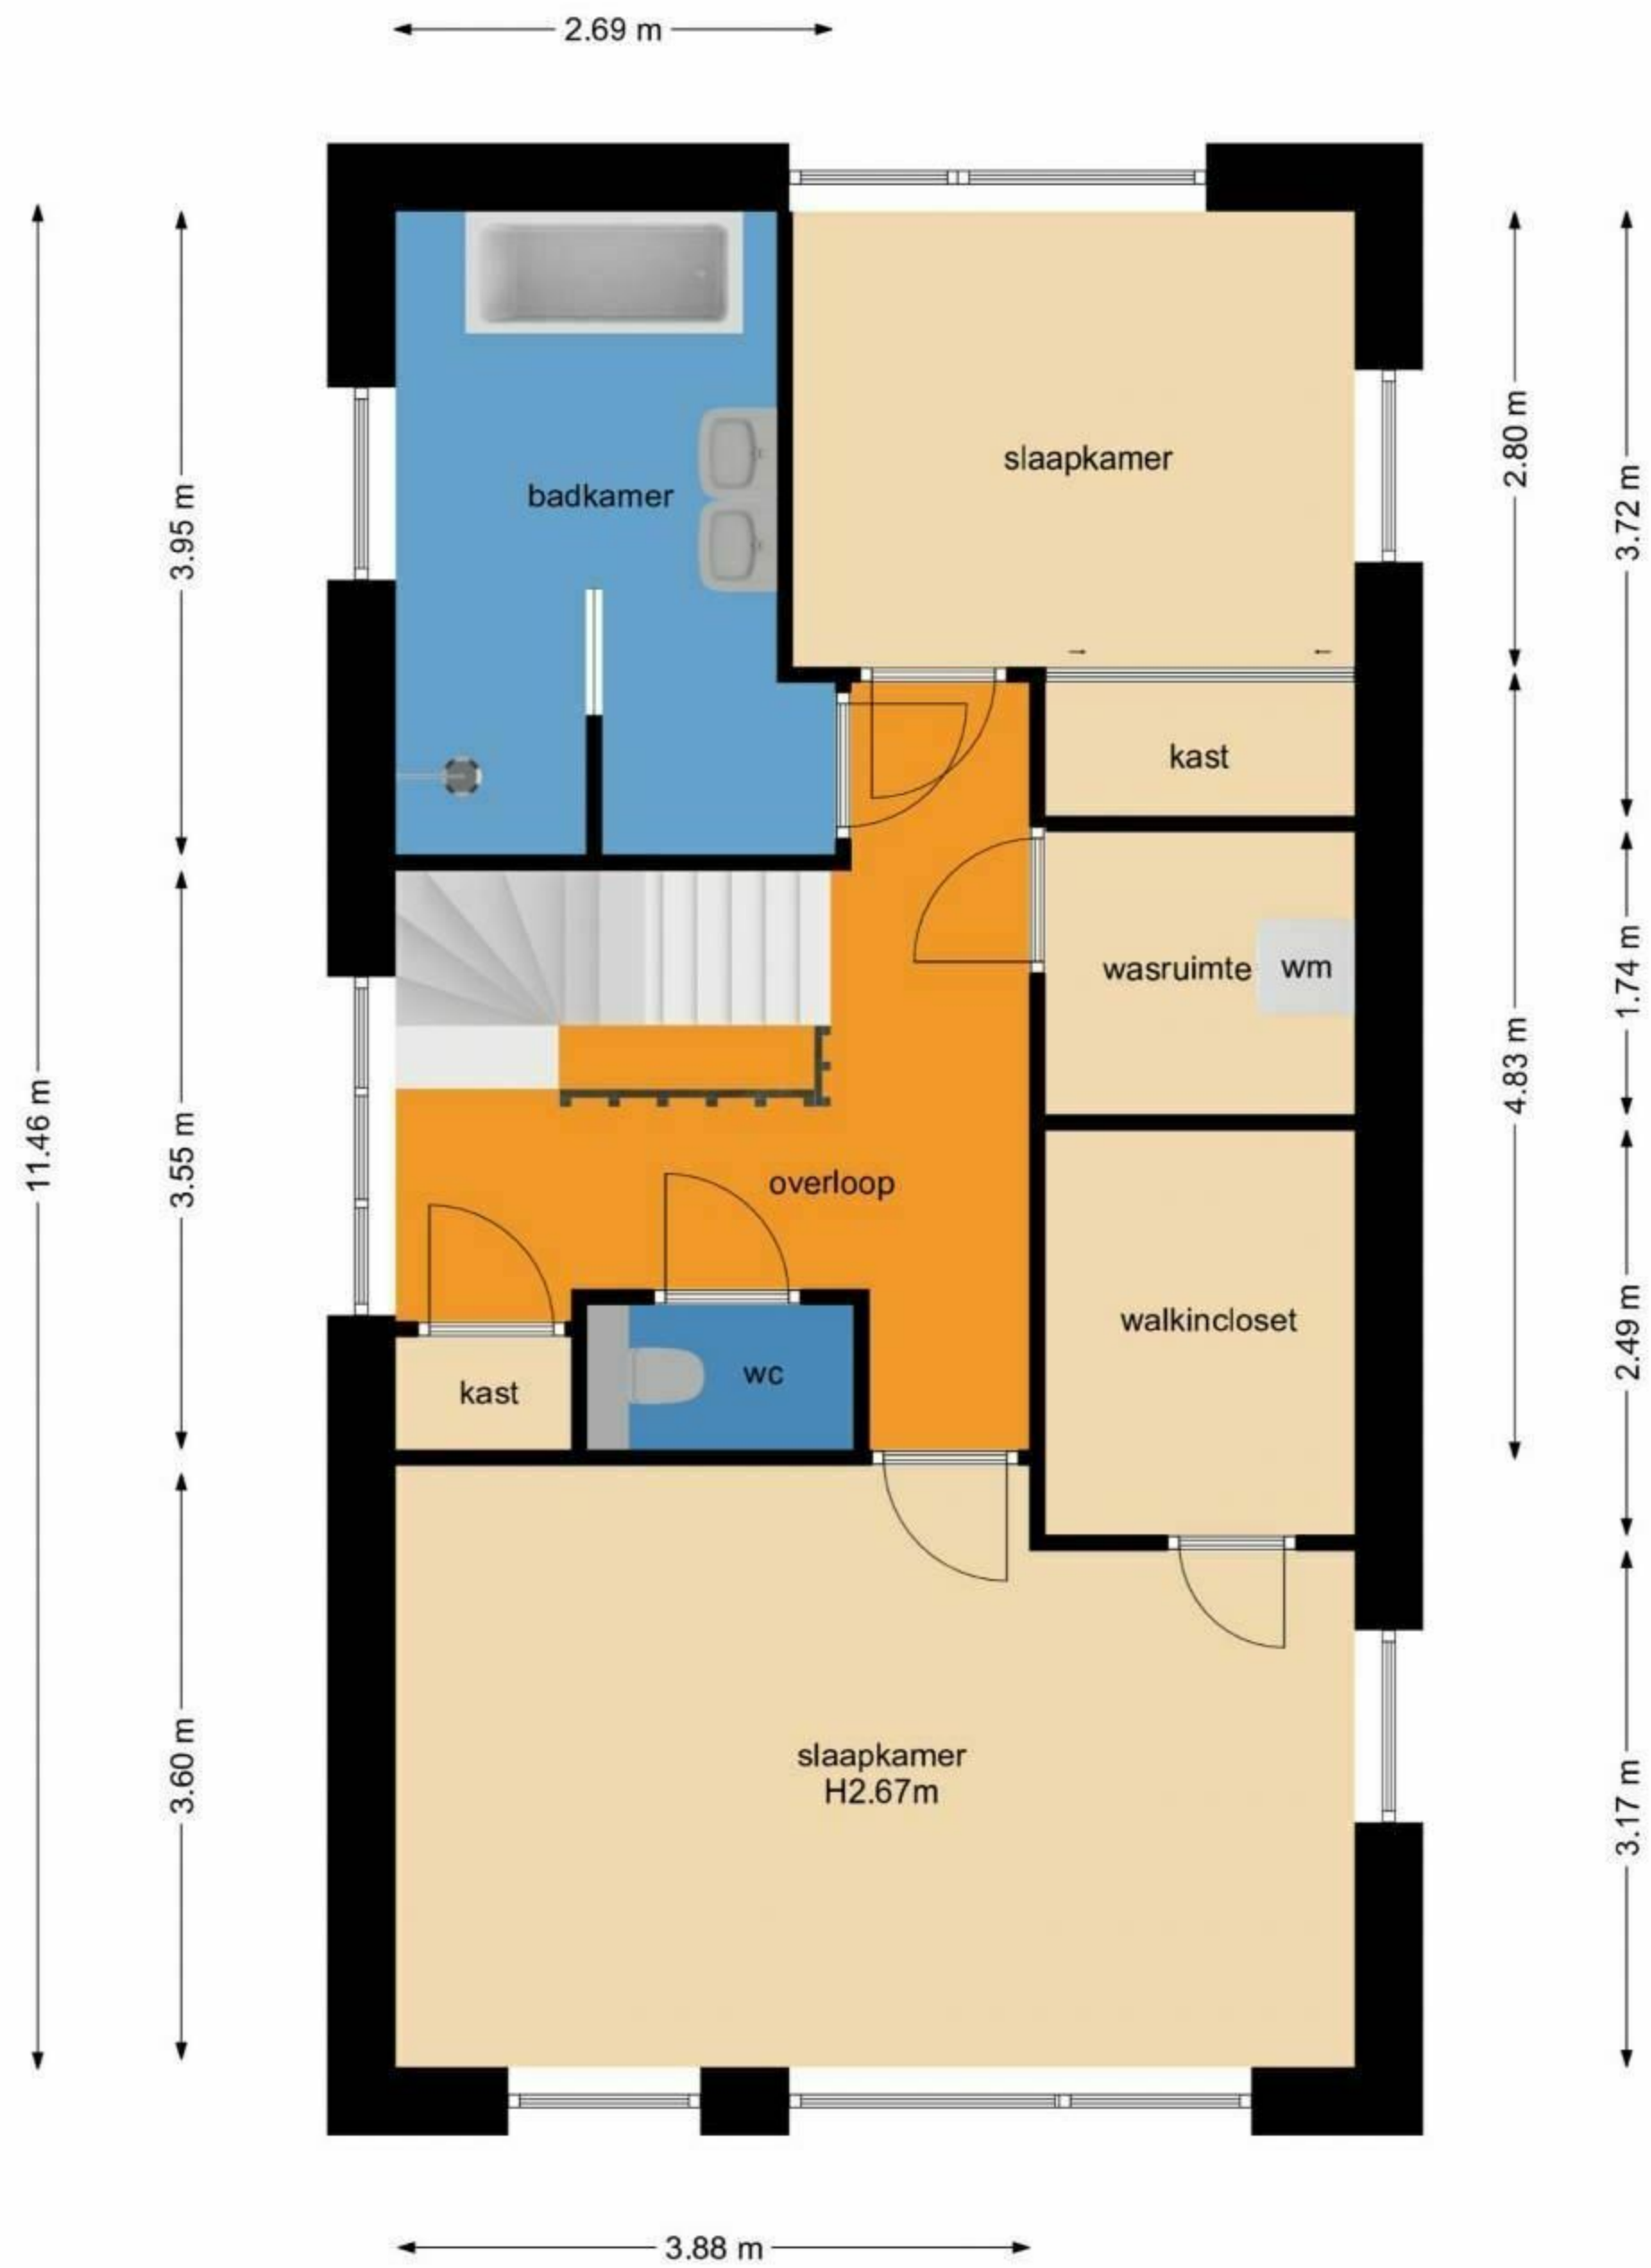 2.69 m
slaapkamer
badkamer
2.80 m
3.72 m
3.95 m
kast
wasruimte
wm
1.74 m
4.83 m
11.46 m
3.55 m
overloop
walkincloset
2.49 m
wc
kast
slaapkamer
H2.67m
3.60 m
3.17 m
3.88 m